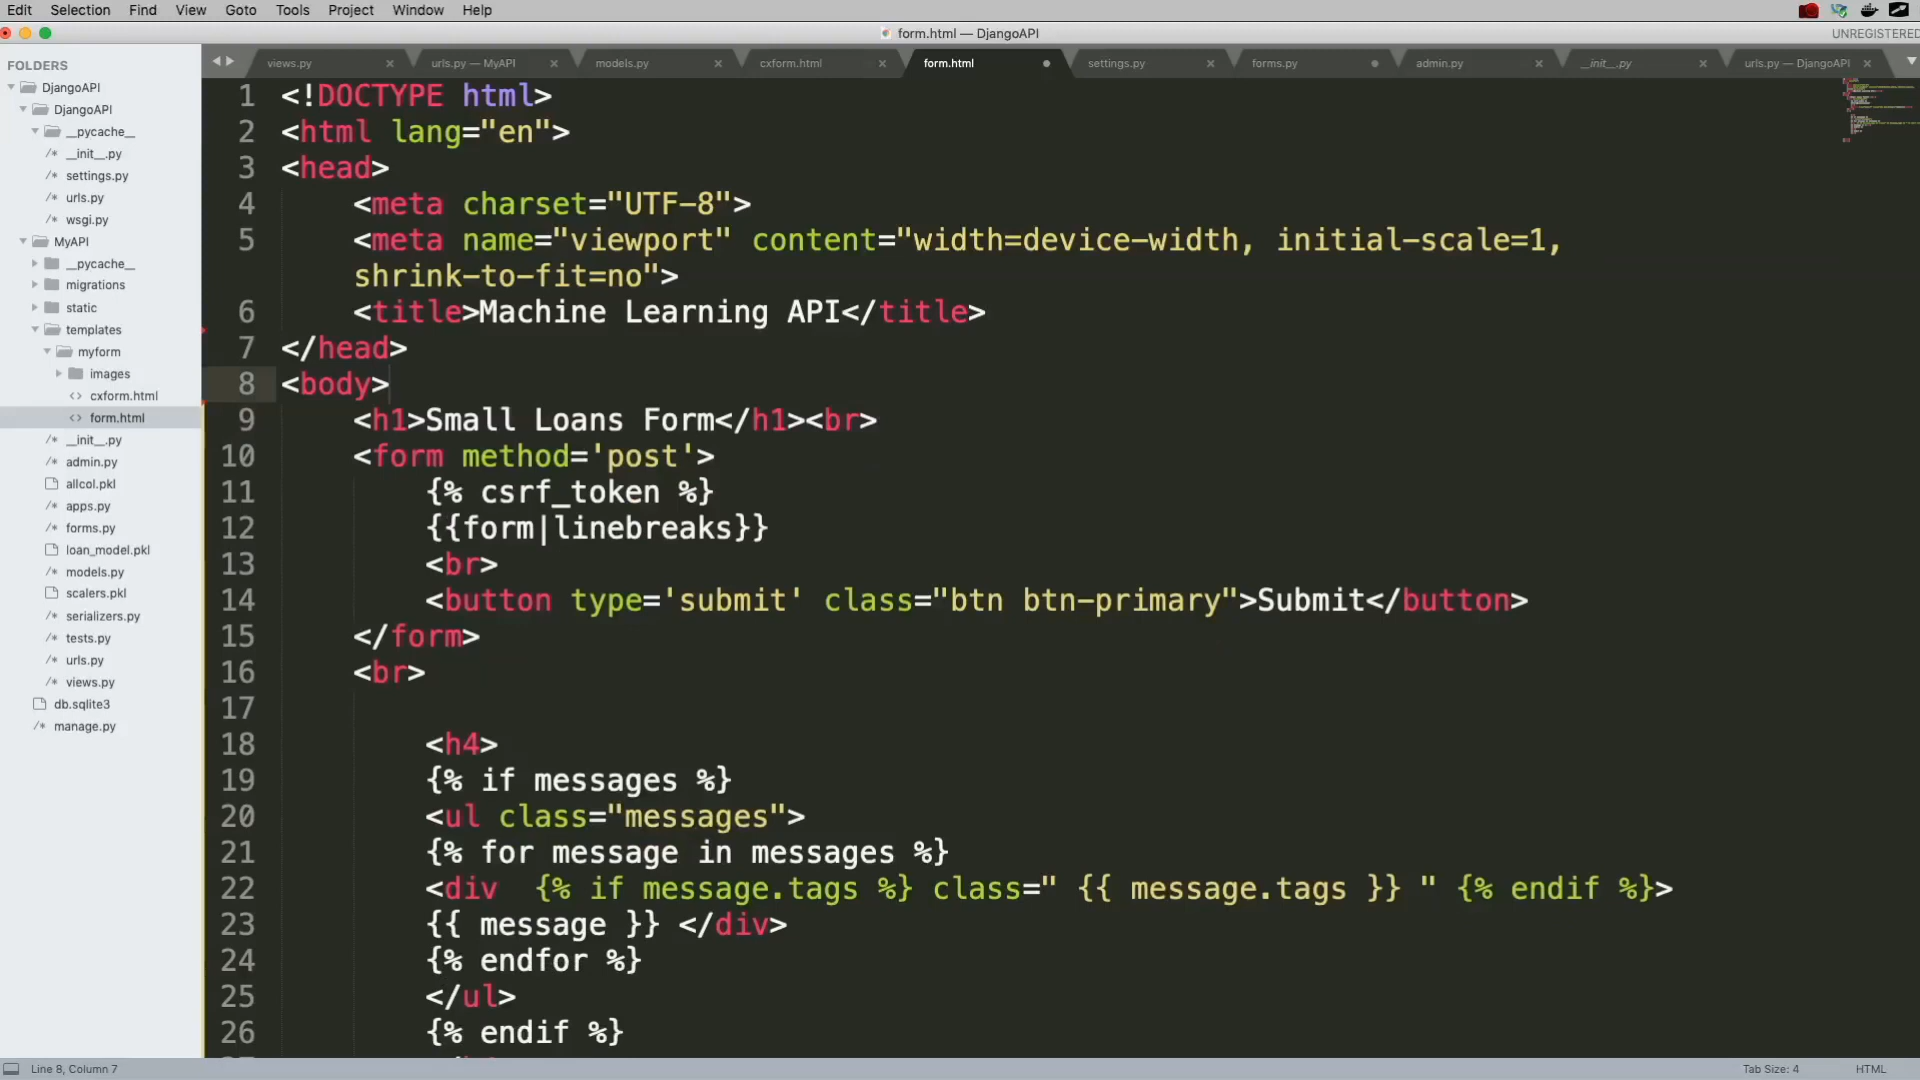 Edit Selection Find View Goto Tools Project Window Help
form.html — DjangoAPI UNREGISTERED
FOLDERS
DjangoAPI
DjangoAPI
__pycache__
__init__.py
settings.py
urls.py
wsgi.py
MyAPI
__pycache__
migrations
static
templates
myform
images
cxform.html
form.html
__init__.py
admin.py
allcol.pkl
apps.py
forms.py
loan_model.pkl
models.py
scalers.pkl
serializers.py
tests.py
urls.py
views.py
db.sqlite3
manage.py
views.py urls.py — MyAPI models.py cxform.html form.html settings.py forms.py admin.py __init__.py urls.py — DjangoAPI
1 <!DOCTYPE html>
2 <html lang="en">
3 <head>
4 <meta charset="UTF-8">
5 <meta name="viewport" content="width=device-width, initial-scale=1,
shrink-to-fit=no">
6 <title>Machine Learning API</title>
7 </head>
8 <body>
9 <h1>Small Loans Form</h1><br>
10 <form method='post'>
11 {% csrf_token %}
12 {{form|linebreaks}}
13 <br>
14 <button type='submit' class="btn btn-primary">Submit</button>
15 </form>
16 <br>
17
18 <h4>
19 {% if messages %}
20 <ul class="messages">
21 {% for message in messages %}
22 <div  {% if message.tags %} class=" {{ message.tags }} " {% endif %}>
23 {{ message }} </div>
24 {% endfor %}
25 </ul>
26 {% endif %}
Line 8, Column 7 Tab Size: 4 HTML